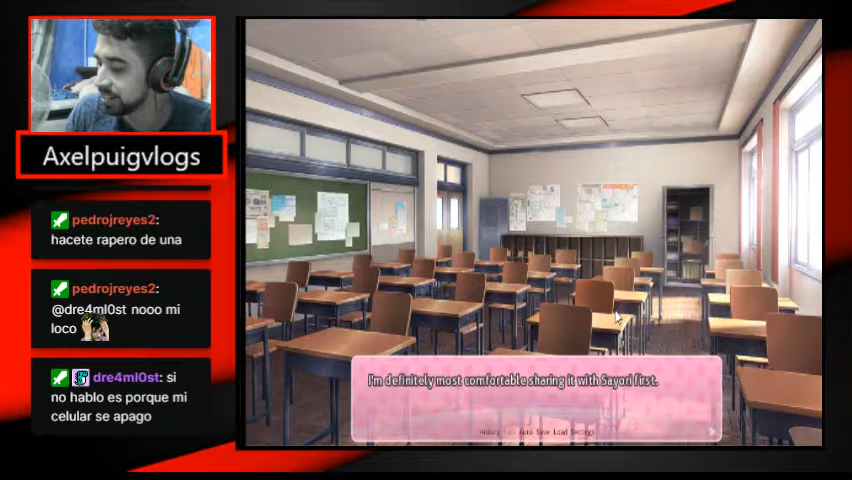 Axelpuigvlogs
pedrojreyes2:
hacete rapero de una
pedrojreyes2:
@dre4ml0st nooo mi
loco
dre4ml0st: si
no hablo es porque mi
celular se apago
I'm definitely most comfortable sharing it with Sayori first.
History Auto Save Load Settings